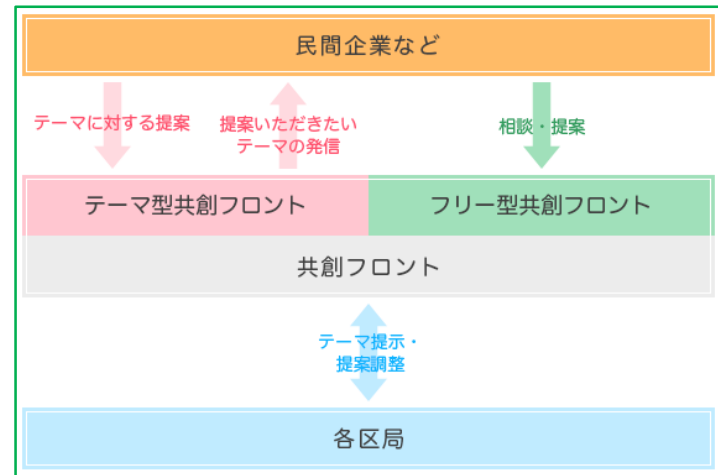 民間企業など
テーマに対する提案
提案いただきたい
テーマの発信
相談・提案
テーマ型共創フロント
フリー型共創フロント
共創フロント
テーマ提示・
提案調整
各区局